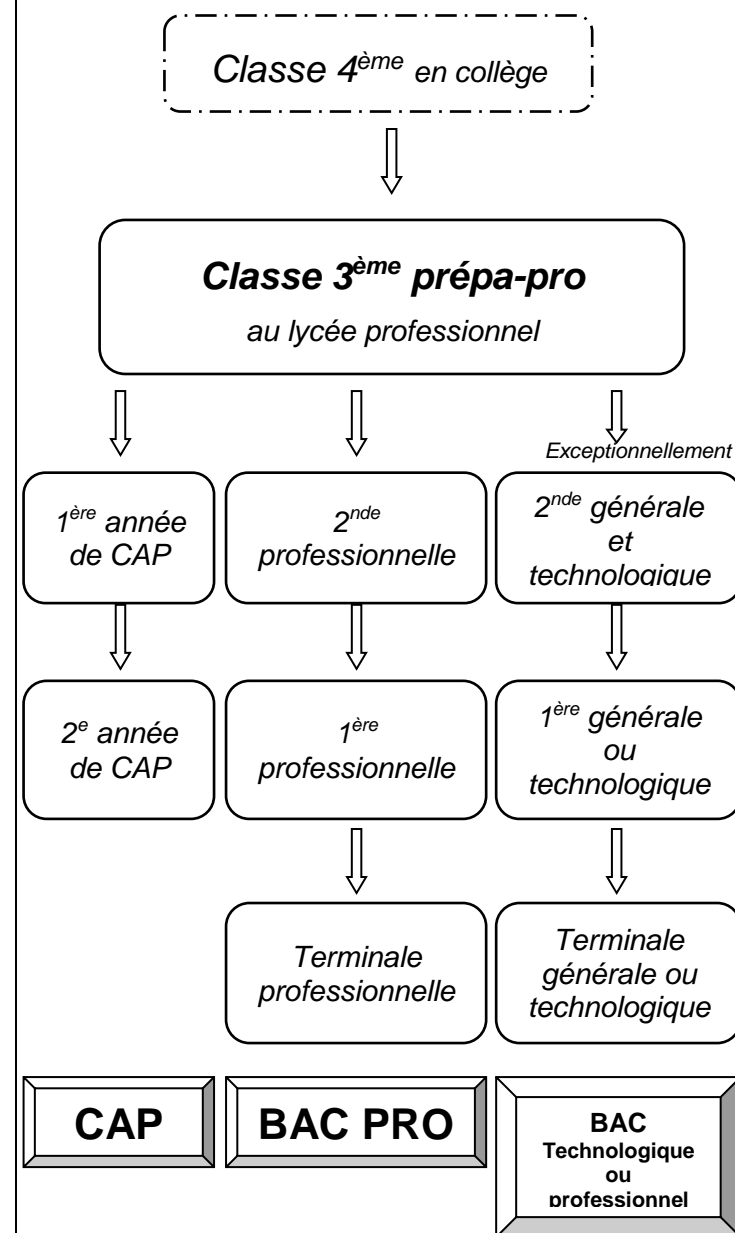 Classe 4ème en collège
Classe 3ème prépa-pro
au lycée professionnel
Exceptionnellement
1ère année
de CAP
2nde
professionnelle
2nde générale
et
technologique
2e année
de CAP
1ère
professionnelle
1ère générale
ou
technologique
Terminale
professionnelle
Terminale
générale ou
technologique
CAP
BAC PRO
BAC
Technologique
ou
professionnel